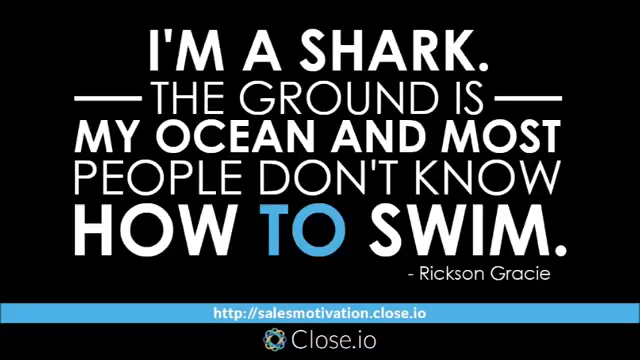 I'M A SHARK.
THE GROUND IS
MY OCEAN AND MOST
PEOPLE DON'T KNOW
HOW TO SWIM.
- Rickson Gracie
http://salesmotivation.close.io
Close.io